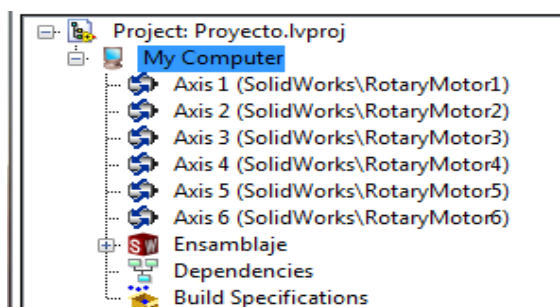 Project: Proyecto.lvproj
My Computer
Axis 1 (SolidWorks\RotaryMotor1)
Axis 2 (SolidWorks\RotaryMotor2)
Axis 3 (SolidWorks\RotaryMotor3)
Axis 4 (SolidWorks\RotaryMotor4)
Axis 5 (SolidWorks\RotaryMotor5)
Axis 6 (SolidWorks\RotaryMotor6)
SW Ensamblaje
Dependencies
Build Specifications